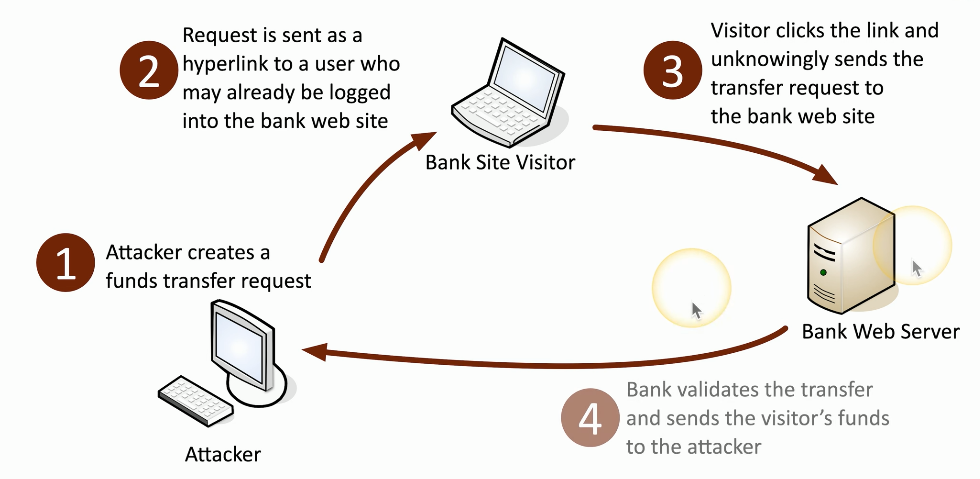 1
Attacker creates a
funds transfer request
Attacker
2
Request is sent as a
hyperlink to a user who
may already be logged
into the bank web site
Bank Site Visitor
3
Visitor clicks the link and
unknowingly sends the
transfer request to
the bank web site
Bank Web Server
4
Bank validates the transfer
and sends the visitor’s funds
to the attacker